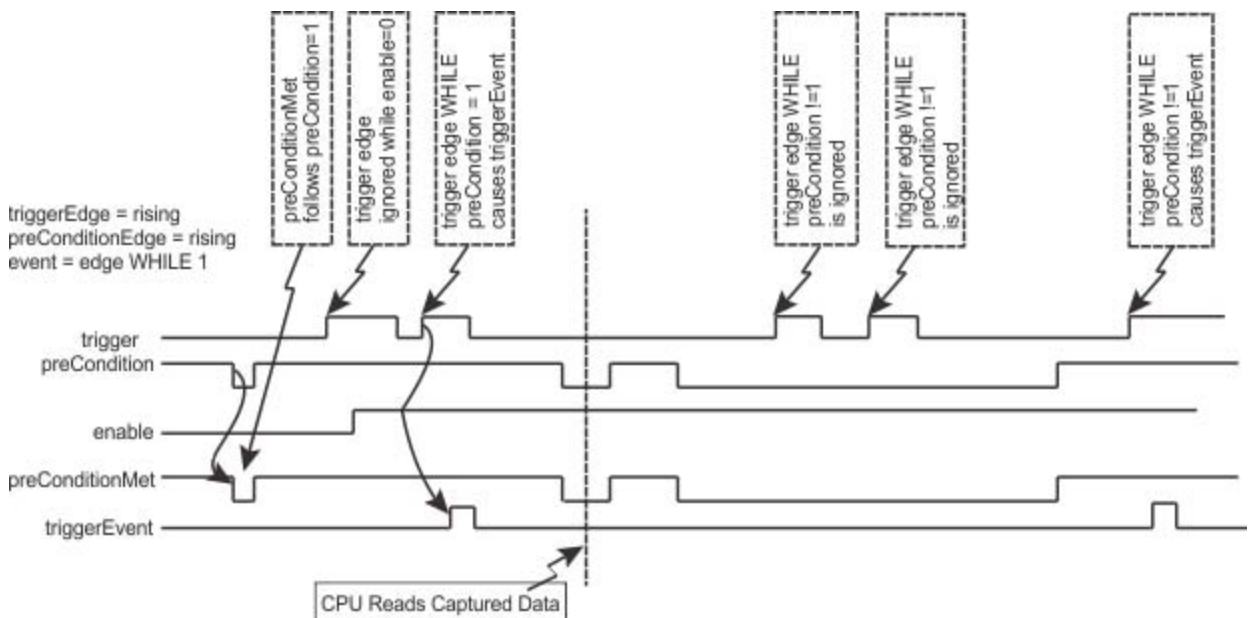 preConditionMet
follows preCondition=1
trigger edge
ignored while enable=0
trigger edge WHILE
preCondition = 1
causes triggerEvent
trigger edge WHILE
preCondition !=1
is ignored
trigger edge WHILE
preCondition !=1
is ignored
trigger edge WHILE
preCondition !=1
causes triggerEvent
triggerEdge = rising
preConditionEdge = rising
event = edge WHILE 1
trigger
preCondition
enable
preConditionMet
triggerEvent
CPU Reads Captured Data